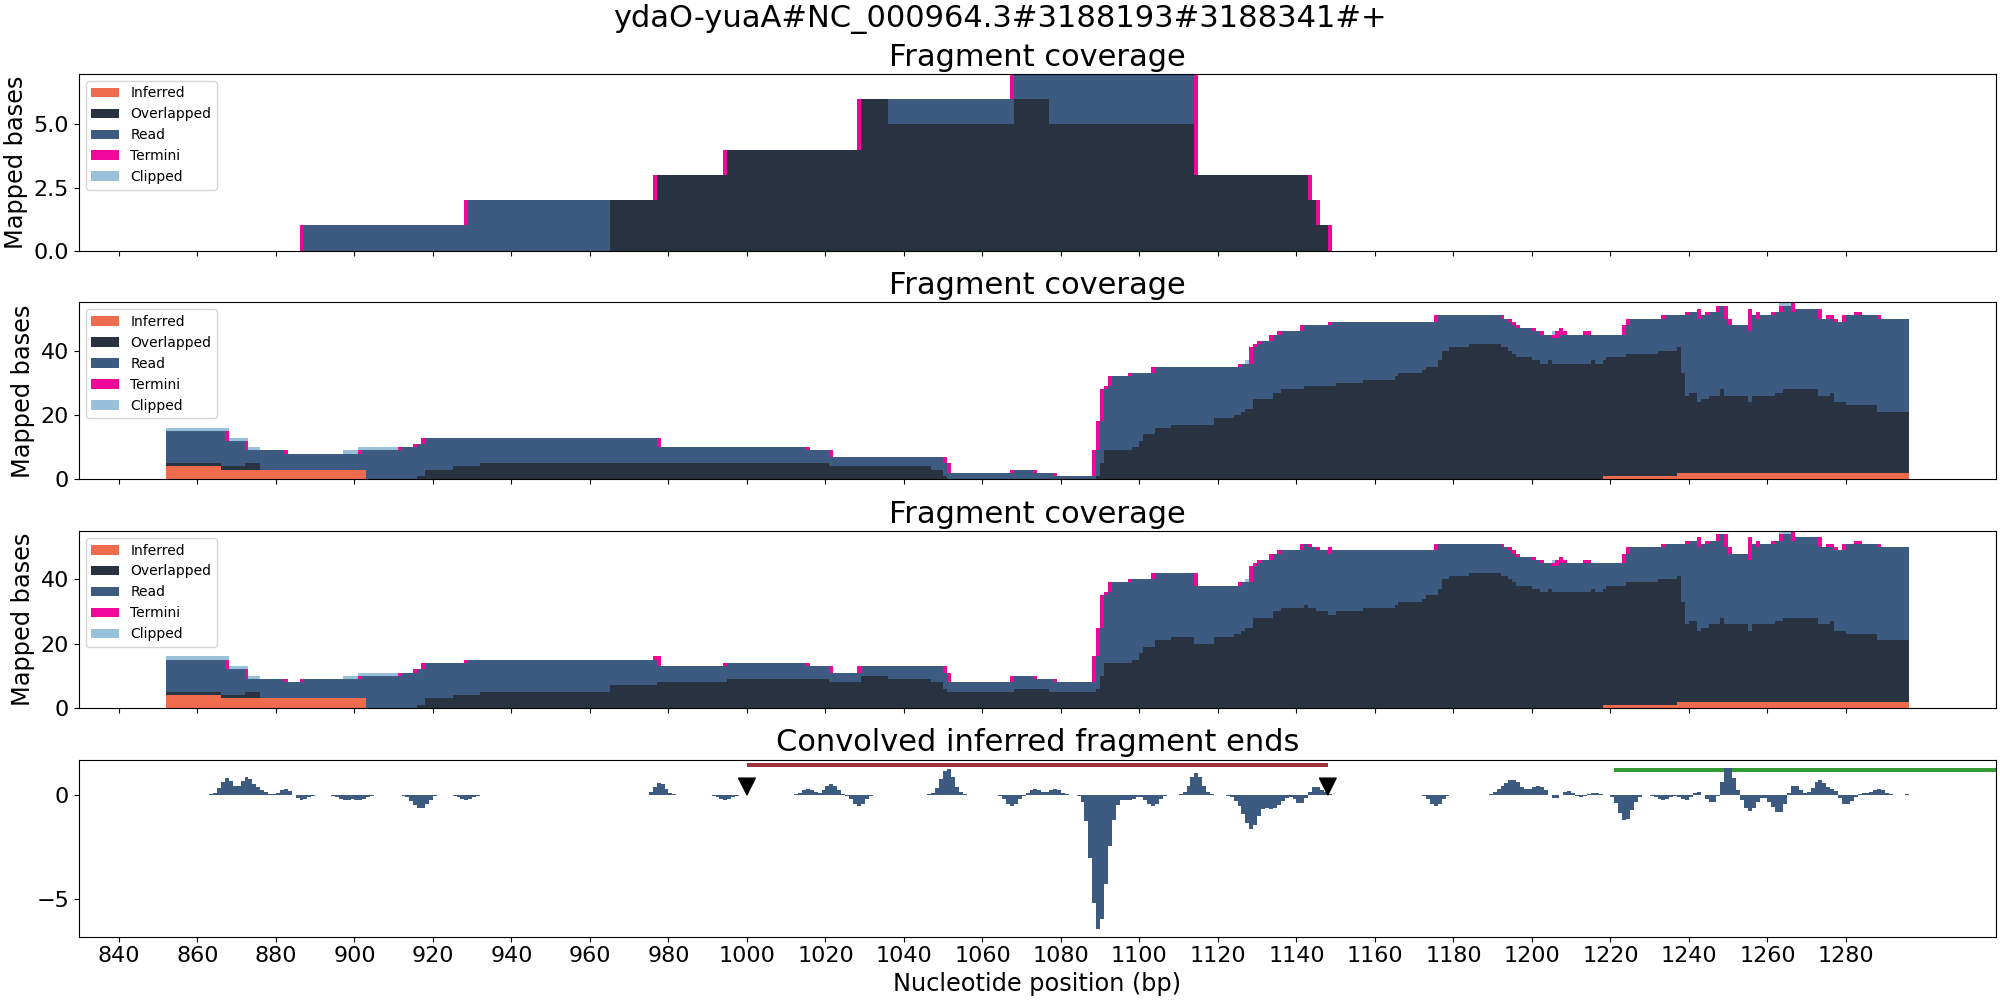 ydaO-yuaA#NC_000964.3#3188193#3188341#+
Fragment coverage
Mapped bases
5.0
2.5
0.0
Inferred
Overlapped
Read
Termini
Clipped
Fragment coverage
Mapped bases
40
20
0
Inferred
Overlapped
Read
Termini
Clipped
Fragment coverage
Mapped bases
40
20
0
Inferred
Overlapped
Read
Termini
Clipped
Convolved inferred fragment ends
0
−5
840 860 880 900 920 940 960 980 1000 1020 1040 1060 1080 1100 1120 1140 1160 1180 1200 1220 1240 1260 1280
Nucleotide position (bp)